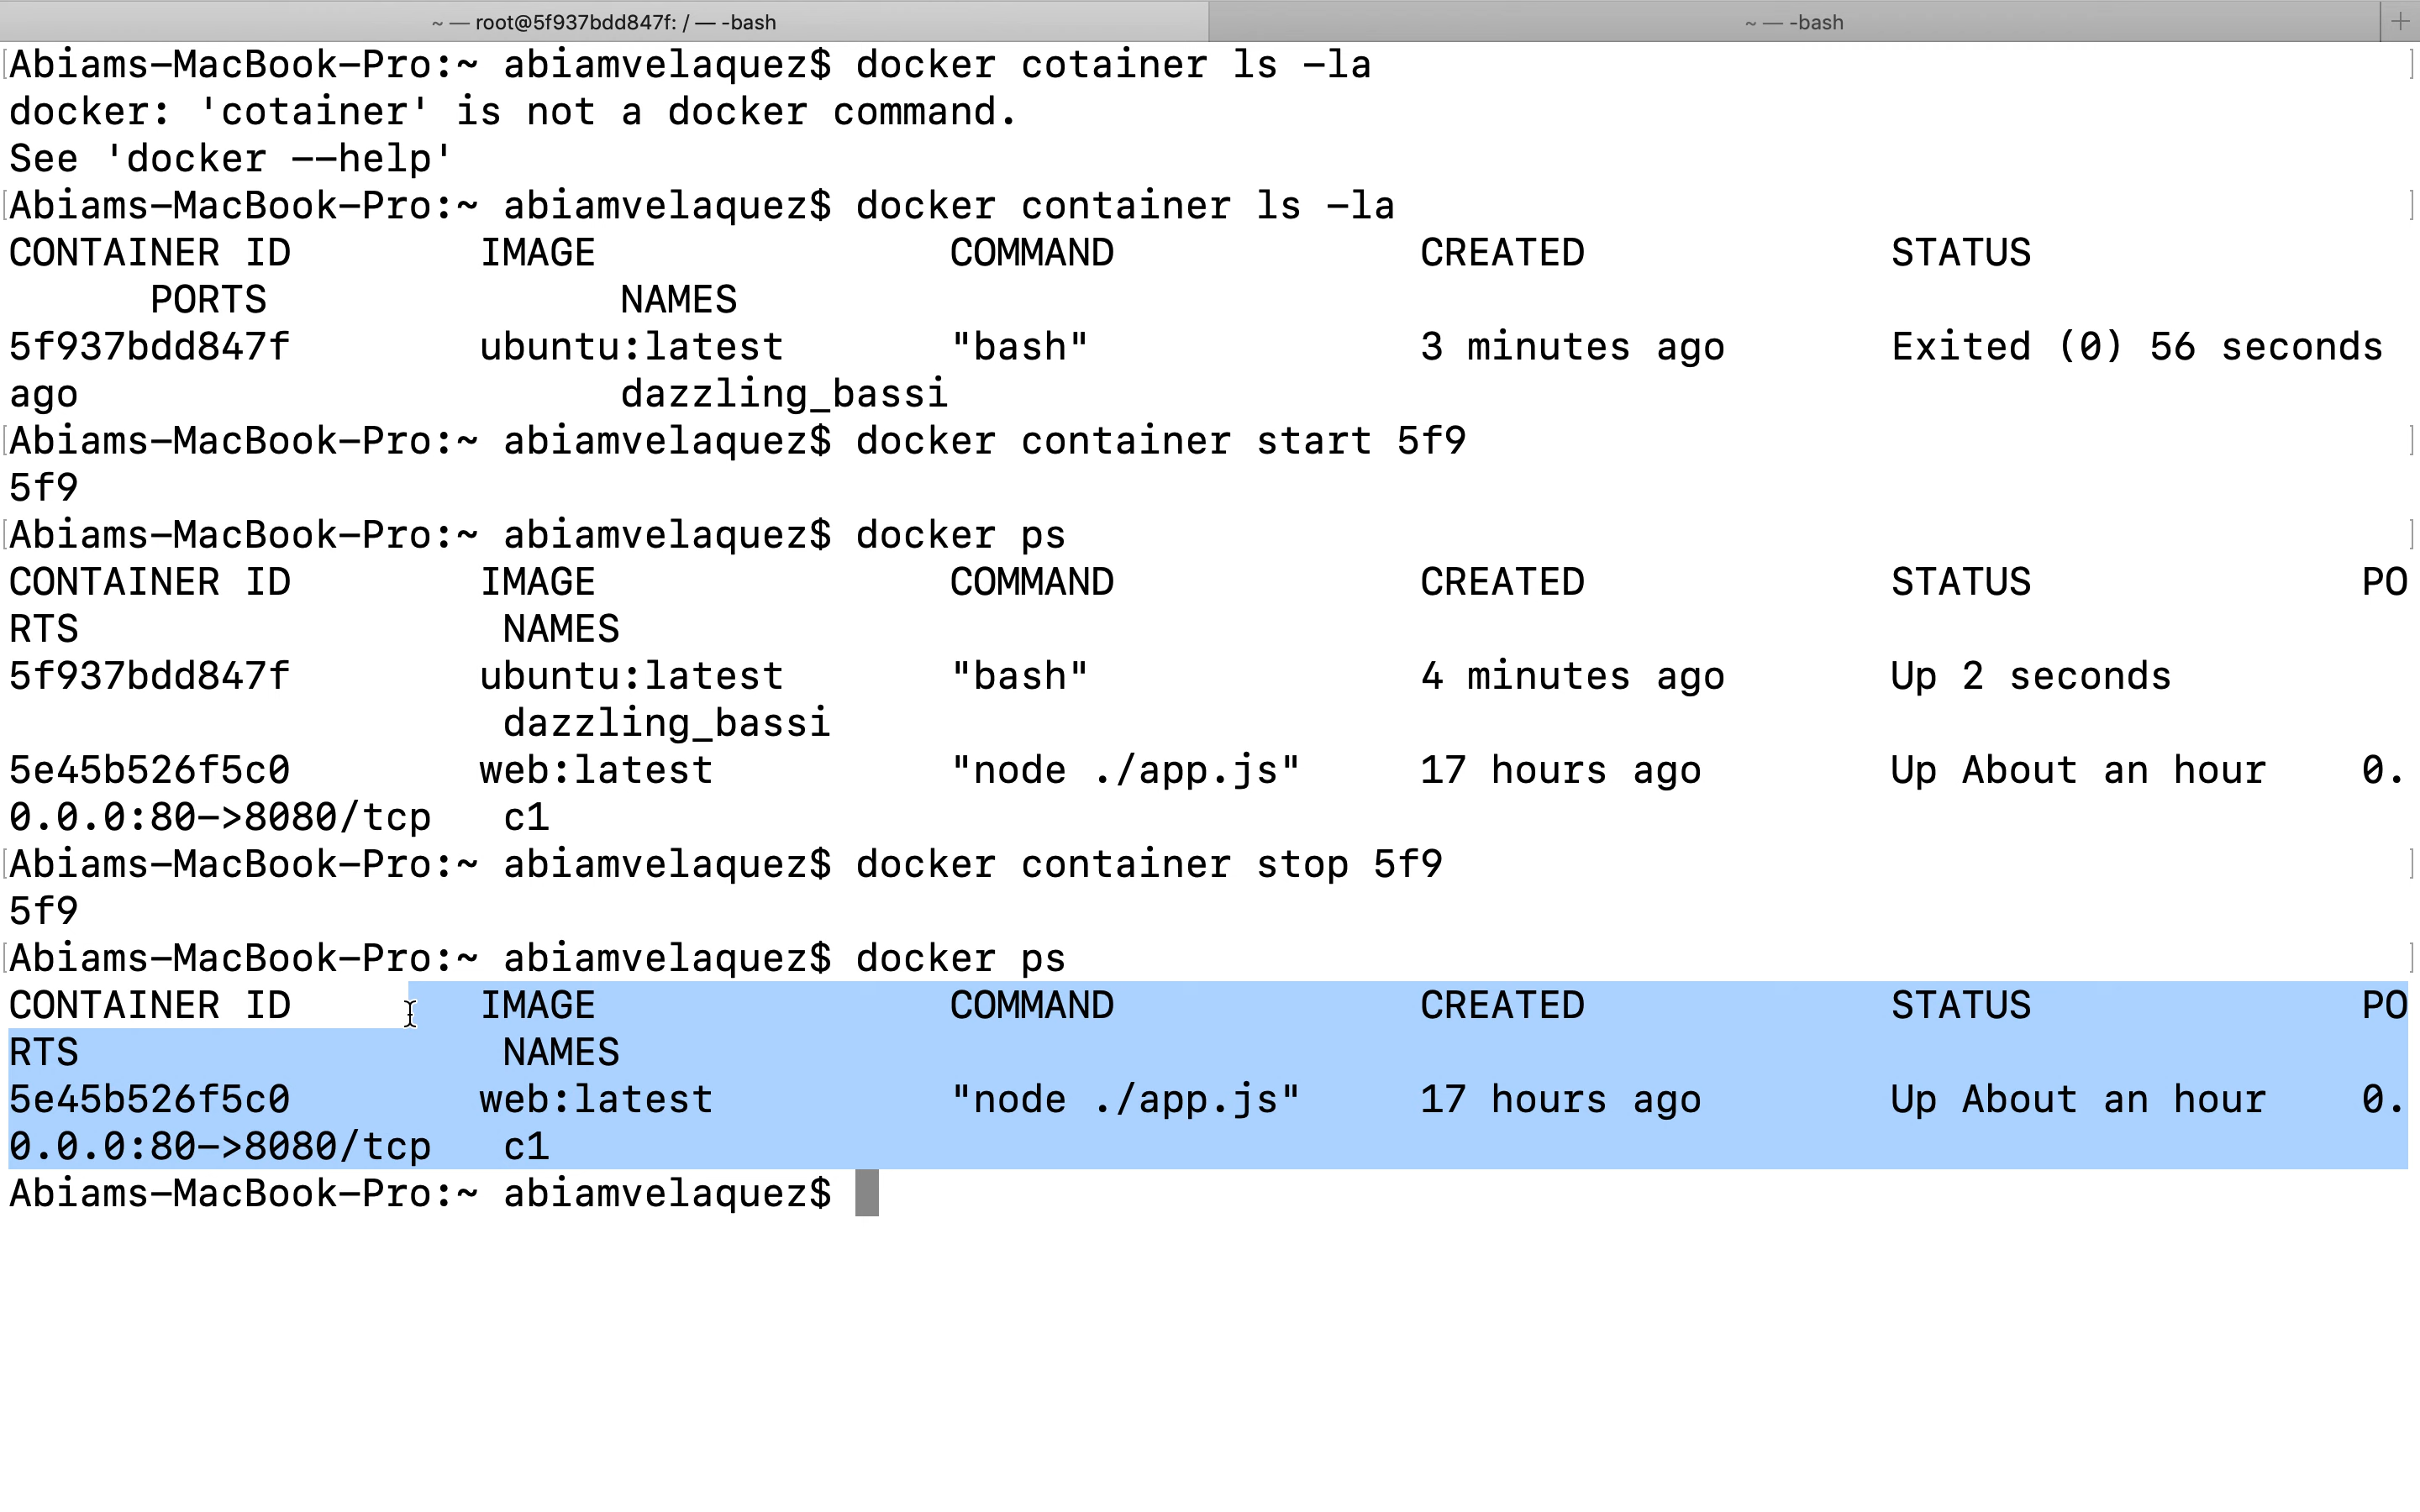 ~ — root@5f937bdd847f: / — -bash
~ — -bash
Abiams-MacBook-Pro:~ abiamvelaquez$ docker cotainer ls -la
docker: 'cotainer' is not a docker command.
See 'docker --help'
Abiams-MacBook-Pro:~ abiamvelaquez$ docker container ls -la
CONTAINER ID        IMAGE               COMMAND             CREATED             STATUS
      PORTS               NAMES
5f937bdd847f        ubuntu:latest       "bash"              3 minutes ago       Exited (0) 56 seconds
ago                       dazzling_bassi
Abiams-MacBook-Pro:~ abiamvelaquez$ docker container start 5f9
5f9
Abiams-MacBook-Pro:~ abiamvelaquez$ docker ps
CONTAINER ID        IMAGE               COMMAND             CREATED             STATUS              PO
RTS                  NAMES
5f937bdd847f        ubuntu:latest       "bash"              4 minutes ago       Up 2 seconds
                     dazzling_bassi
5e45b526f5c0        web:latest          "node ./app.js"     17 hours ago        Up About an hour    0.
0.0.0:80->8080/tcp   c1
Abiams-MacBook-Pro:~ abiamvelaquez$ docker container stop 5f9
5f9
Abiams-MacBook-Pro:~ abiamvelaquez$ docker ps
CONTAINER ID        IMAGE               COMMAND             CREATED             STATUS              PO
RTS                  NAMES
5e45b526f5c0        web:latest          "node ./app.js"     17 hours ago        Up About an hour    0.
0.0.0:80->8080/tcp   c1
Abiams-MacBook-Pro:~ abiamvelaquez$